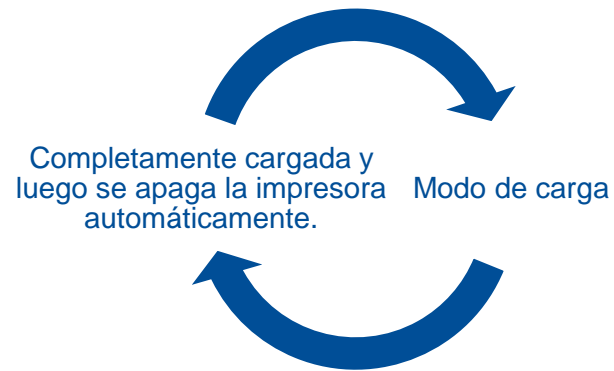 Completamente cargada y
luego se apaga la impresora
automáticamente.
Modo de carga